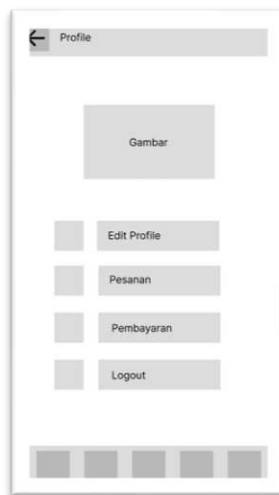 Profile
Gambar
Edit Profile
Pesanan
Pembayaran
Logout